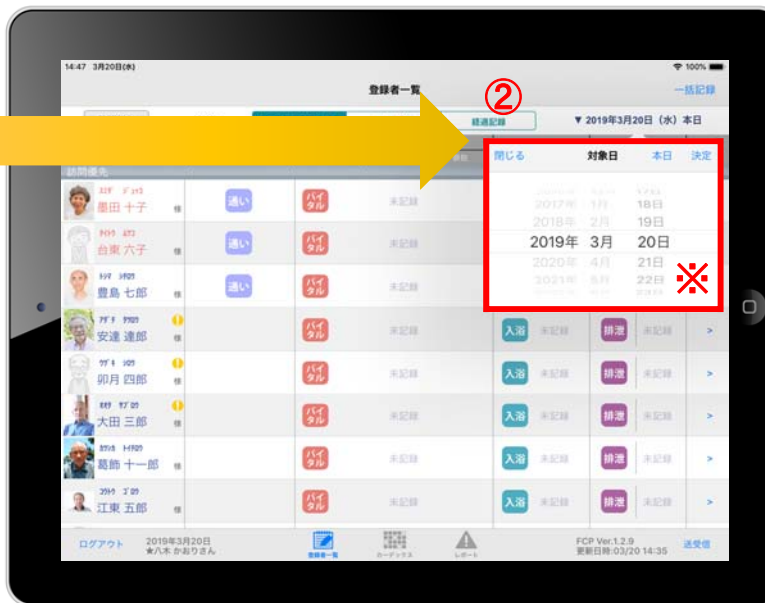 14:47 3月20日(水)
100%
登録者一覧
一括記録
②
経過記録
▼ 2019年3月20日（水）本日
閉じる 対象日 本日 決定
訪問優先
2017年 1月 18日
2018年 2月 19日
2019年 3月 20日
2020年 4月 21日
2021年 5月 22日
※
墨田 十子 様 通い バイタル 未記録
台東 六子 様 通い バイタル 未記録
豊島 七郎 様 通い バイタル 未記録
安達 達郎 様 バイタル 未記録 入浴 未記録 排泄 未記録 >
卯月 四郎 様 バイタル 未記録 入浴 未記録 排泄 未記録 >
大田 三郎 様 バイタル 未記録 入浴 未記録 排泄 未記録 >
葛飾 十一郎 様 バイタル 未記録 入浴 未記録 排泄 未記録 >
江東 五郎 様 バイタル 未記録 入浴 未記録 排泄 未記録 >
ログアウト
2019年3月20日
★八木 かおりさん
登録者一覧 カーデックス レポート
FCP Ver.1.2.9
更新日時:03/20 14:35
送受信